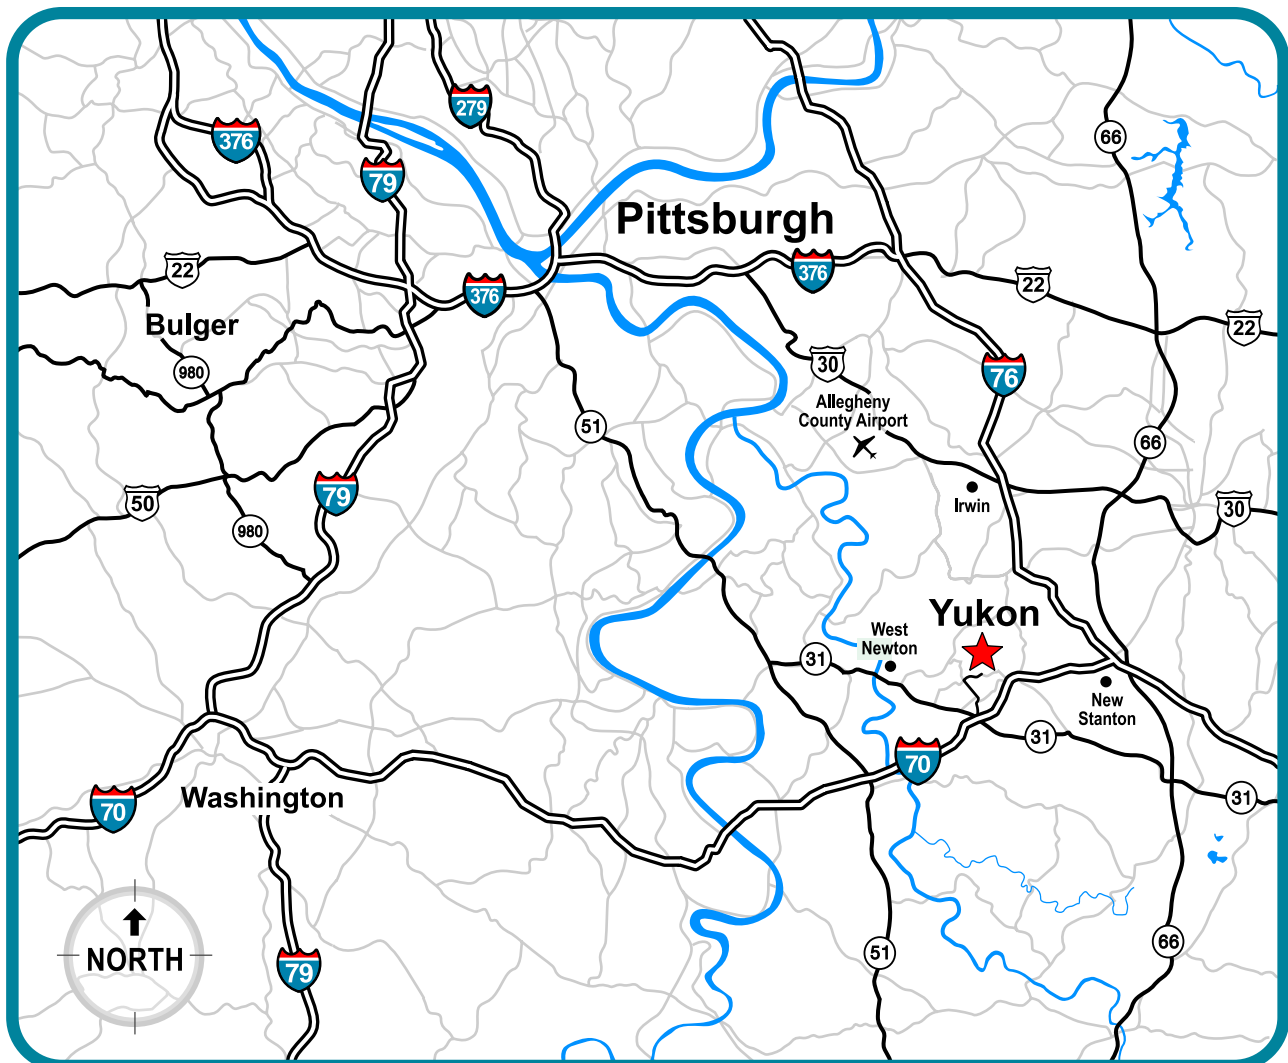 279
66
376
79
Pittsburgh
22
376
376
22
22
Bulger
980
30
76
Allegheny
County Airport
51
66
79
50
Irwin
30
980
Yukon
West
Newton
31
New
Stanton
31
70
Washington
70
31
NORTH
79
51
66